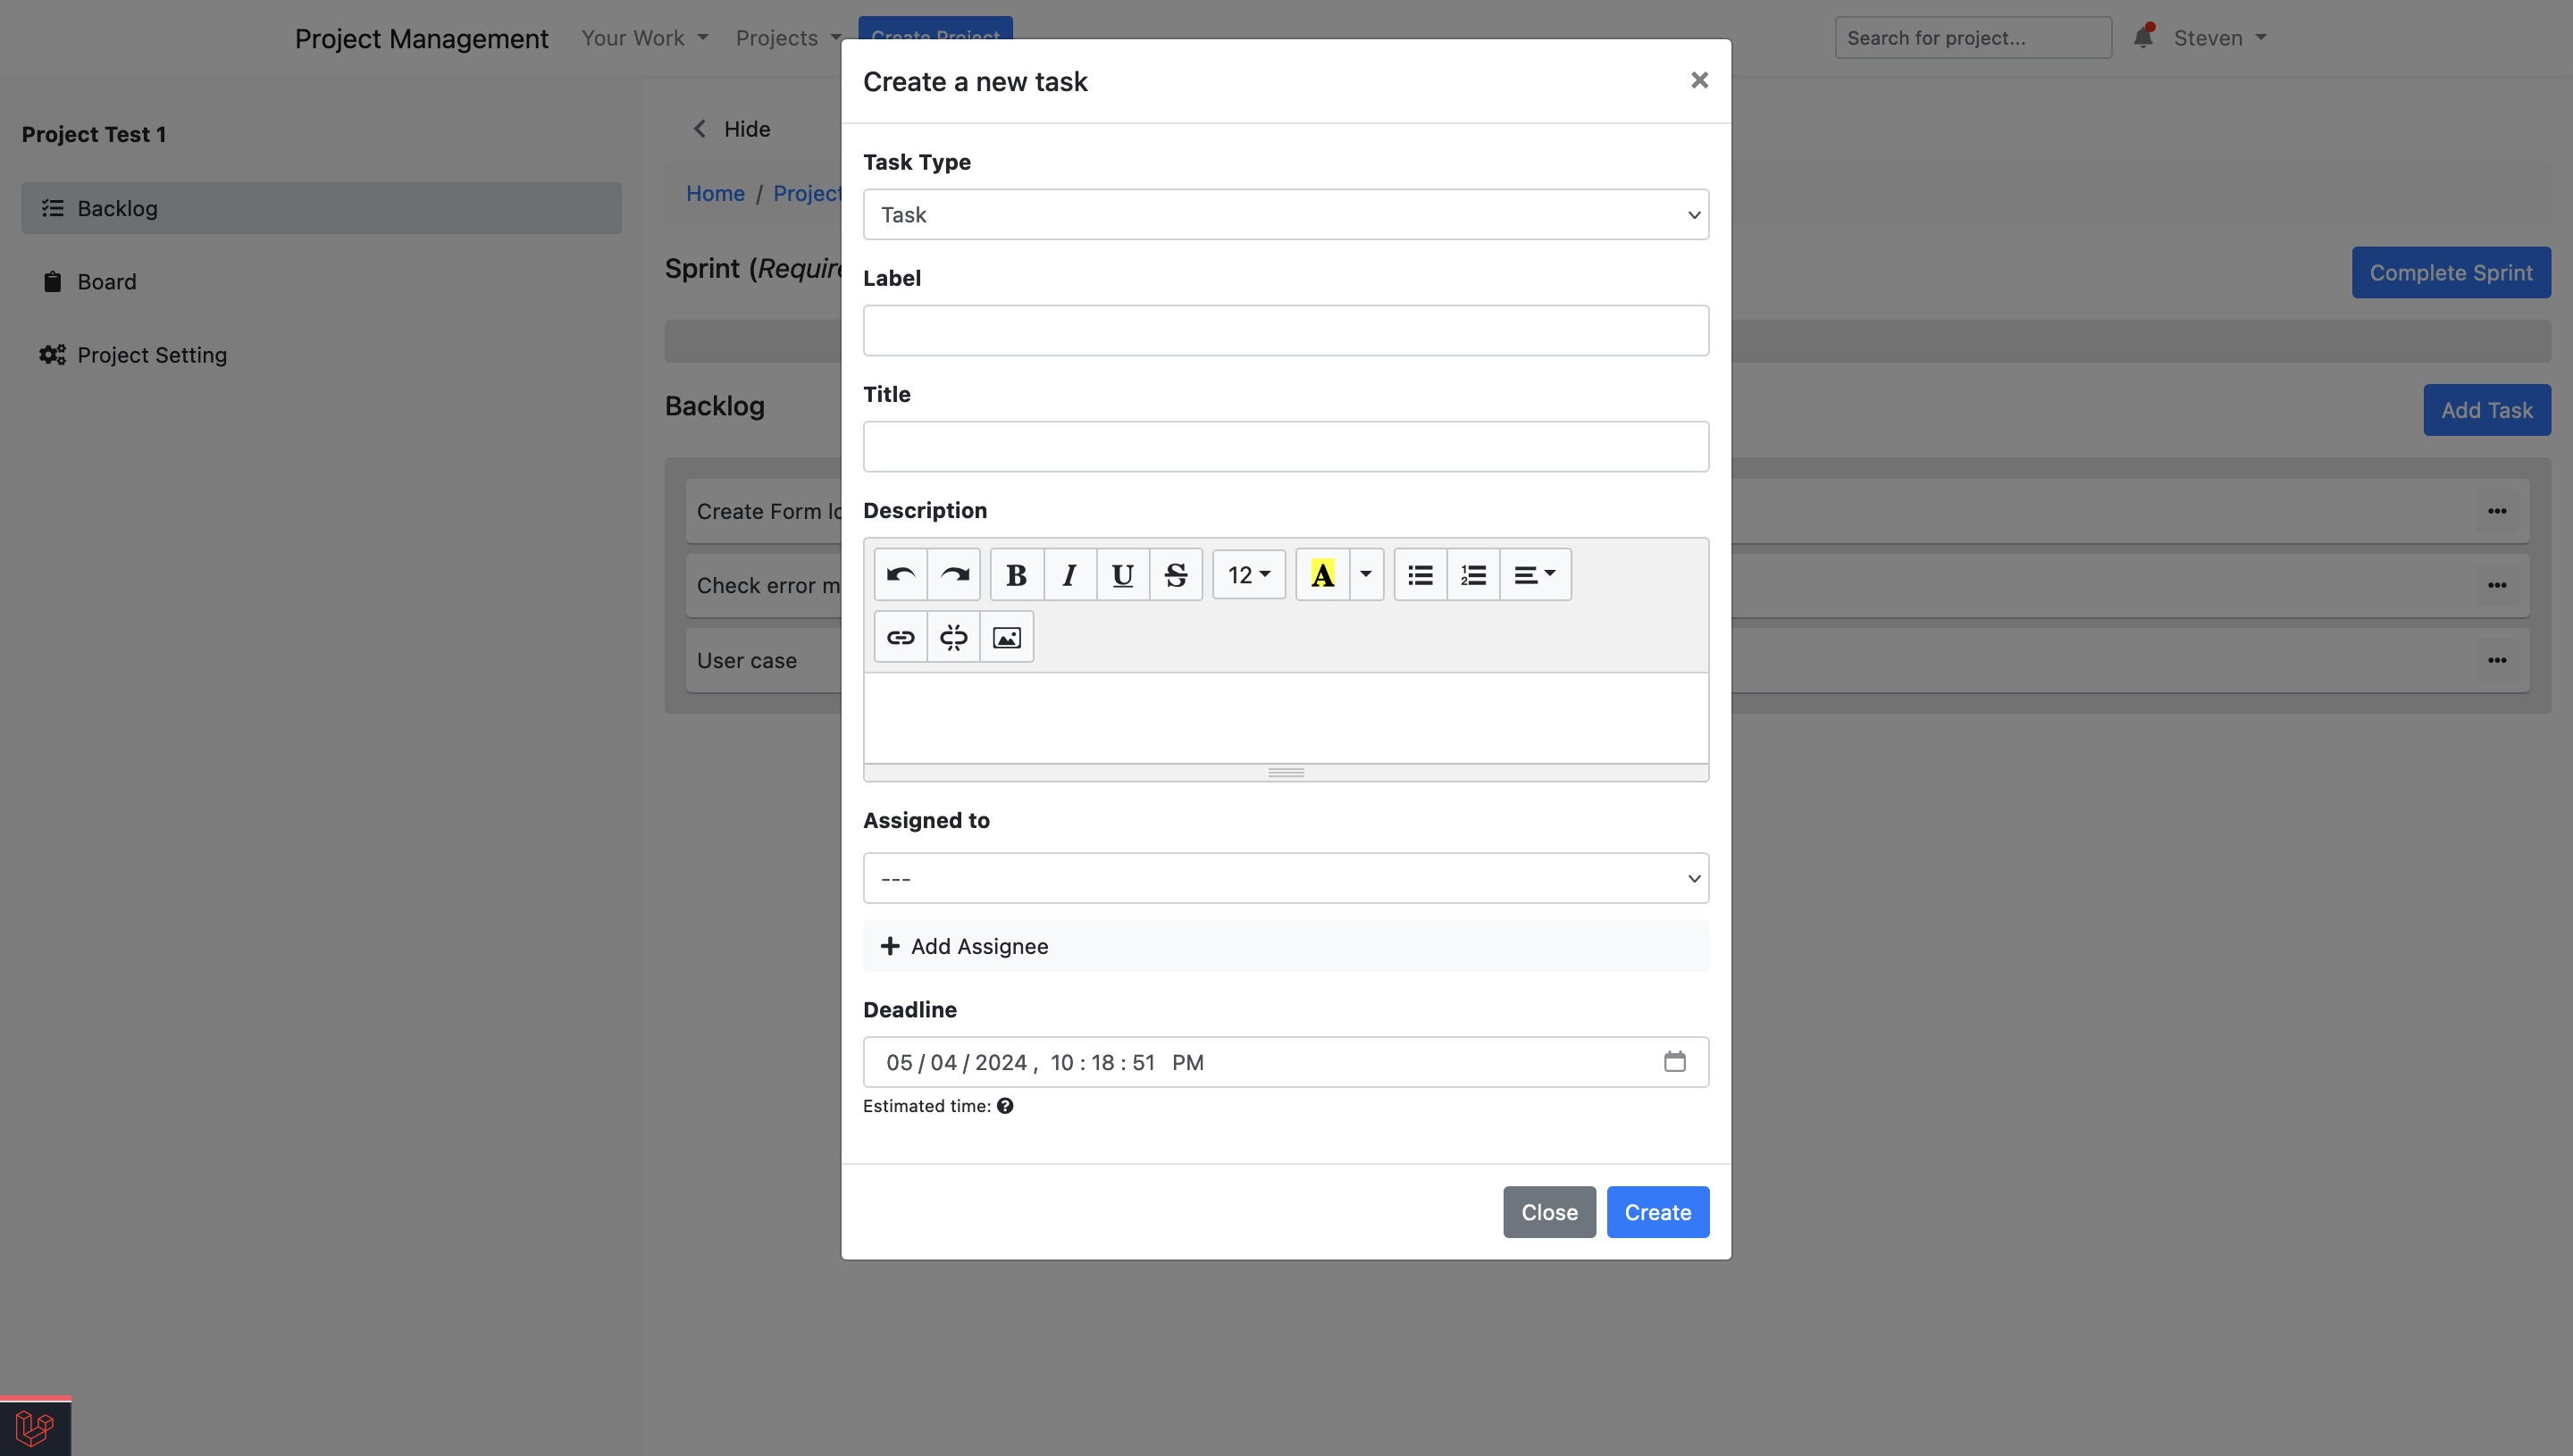 Project Management
Your Work
Projects
Create Project
Search for project...
Steven
Project Test 1
Backlog
Board
Project Setting
Hide
Home / Project
Sprint (Require
Complete Sprint
Backlog
Add Task
Create Form lo
Check error m
User case
Create a new task
Task Type
Task
Label
Title
Description
B I U S 12 A
Assigned to
---
Add Assignee
Deadline
05 / 04 / 2024 , 10 : 18 : 51 PM
Estimated time:
Close
Create